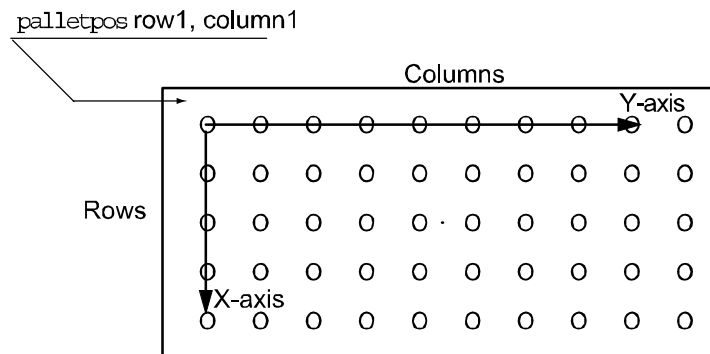 palletpos row1, column1
Columns
Y-axis
Rows
X-axis